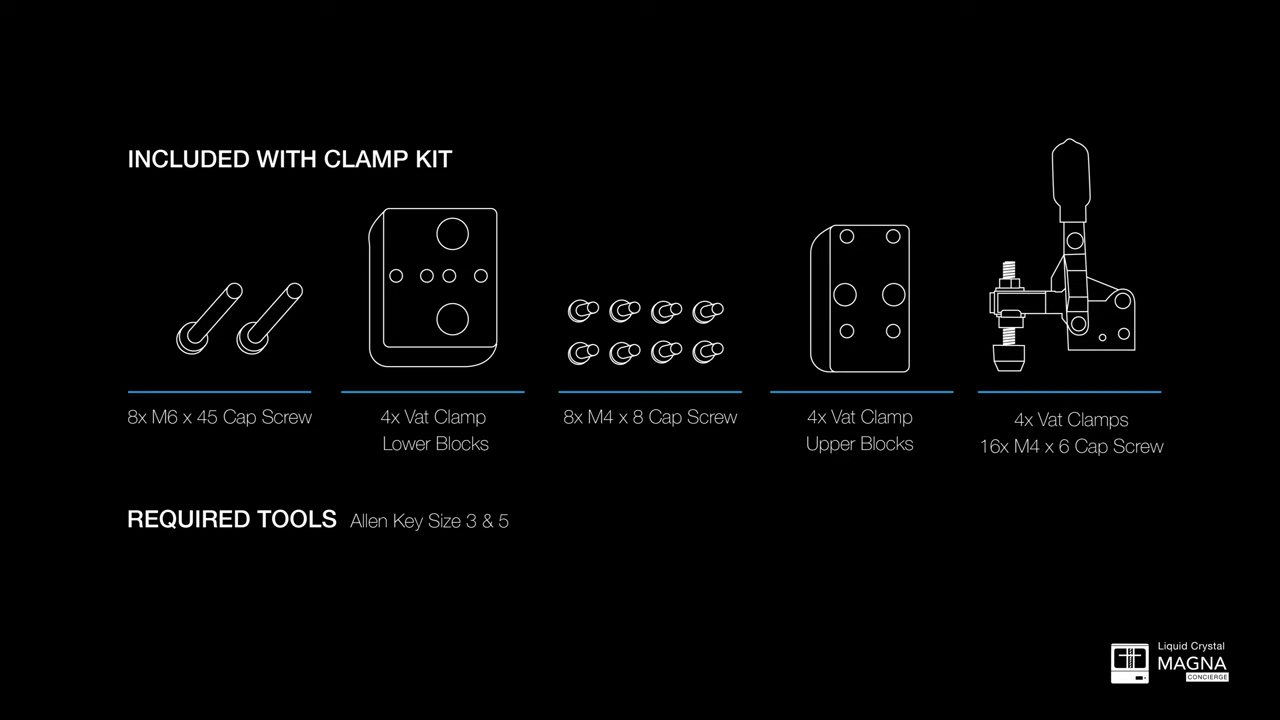 INCLUDED WITH CLAMP KIT
8x M6 x 45 Cap Screw
4x Vat Clamp
Lower Blocks
8x M4 x 8 Cap Screw
4x Vat Clamp
Upper Blocks
4x Vat Clamps
16x M4 x 6 Cap Screw
REQUIRED TOOLS Allen Key Size 3 & 5
Liquid Crystal
MAGNA
CONCIERGE